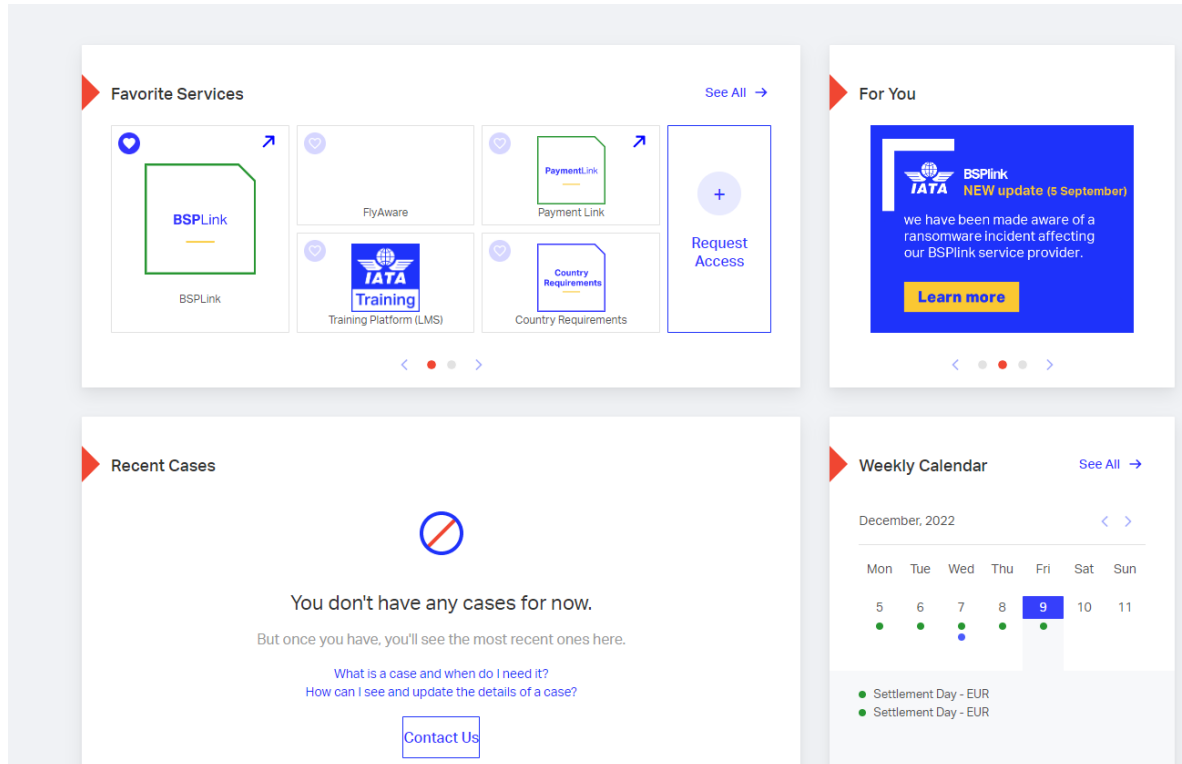 Favorite Services
See All
BSPLink
BSPLink
FlyAware
PaymentLink
Payment Link
IATA
Training
Training Platform (LMS)
Country
Requirements
Country Requirements
+
Request
Access
For You
IATA
BSPlink
NEW update (5 September)
we have been made aware of a
ransomware incident affecting
our BSPlink service provider.
Learn more
Recent Cases
You don't have any cases for now.
But once you have, you'll see the most recent ones here.
What is a case and when do I need it?
How can I see and update the details of a case?
Contact Us
Weekly Calendar
See All
December, 2022
Mon Tue Wed Thu Fri Sat Sun
5 6 7 8 9 10 11
Settlement Day - EUR
Settlement Day - EUR